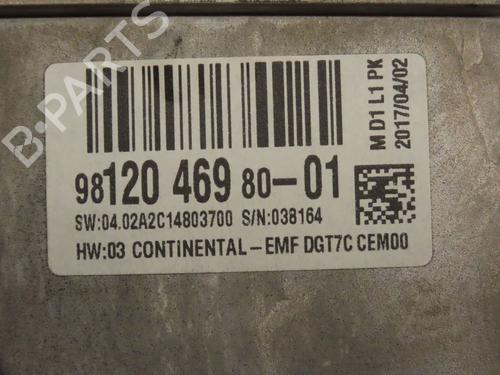 B-PARTS
M D1 L1 PK
2017/04/02
98120 469 80-01
SW:04.02A2C14803700 S/N:038164
HW:03 CONTINENTAL-EMF DGT7C CEM00